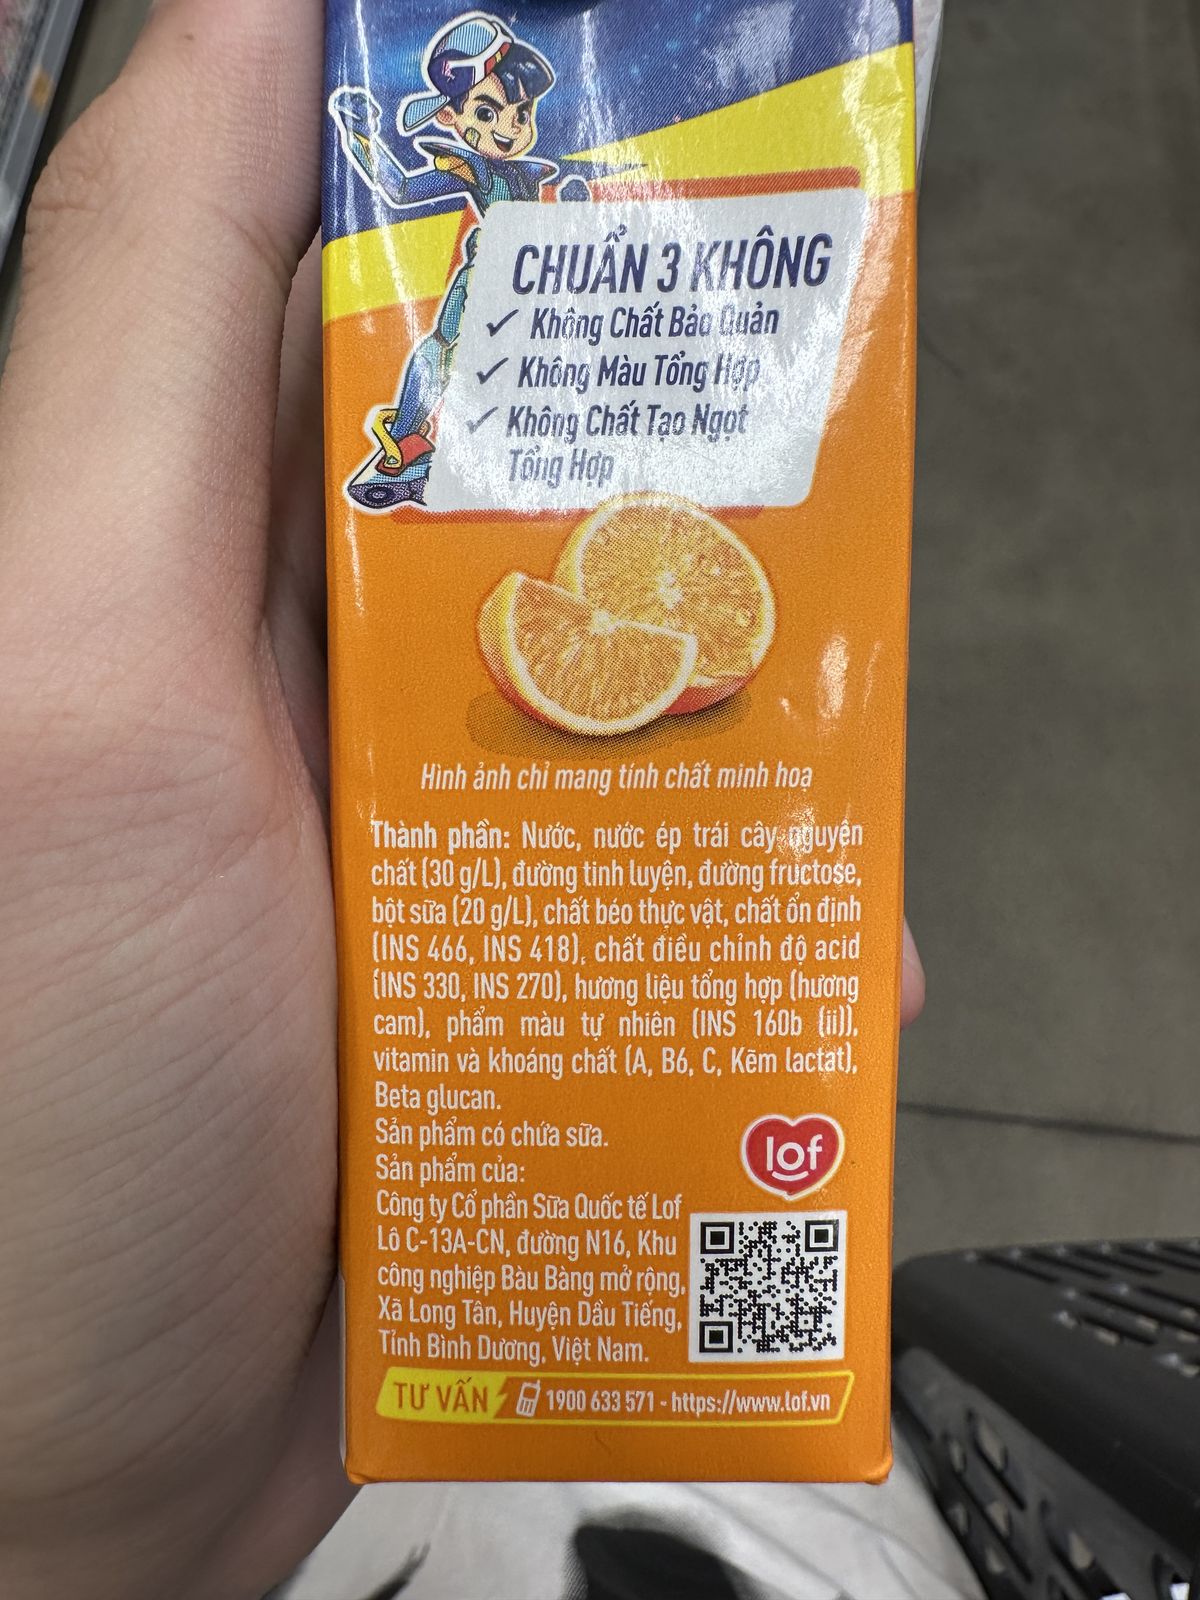 CHUẨN 3 KHÔNG
Không Chất Bảo Quản
Không Màu Tổng Hợp
Không Chất Tạo Ngọt
Tổng Hợp
Hình ảnh chỉ mang tính chất minh hoạ
Thành phần: Nước, nước ép trái cây nguyên
chất (30 g/L), đường tinh luyện, đường fructose,
bột sữa (20 g/L), chất béo thực vật, chất ổn định
(INS 466, INS 418), chất điều chỉnh độ acid
(INS 330, INS 270), hương liệu tổng hợp (hương
cam), phẩm màu tự nhiên (INS 160b (ii)),
vitamin và khoáng chất (A, B6, C, Kẽm lactat),
Beta glucan.
Sản phẩm có chứa sữa.
Sản phẩm của:
Công ty Cổ phần Sữa Quốc tế Lof
Lô C-13A-CN, đường N16, Khu
công nghiệp Bàu Bàng mở rộng,
Xã Long Tân, Huyện Dầu Tiếng,
Tỉnh Bình Dương, Việt Nam.
lof
TƯ VẤN 1900 633 571 - https://www.lof.vn